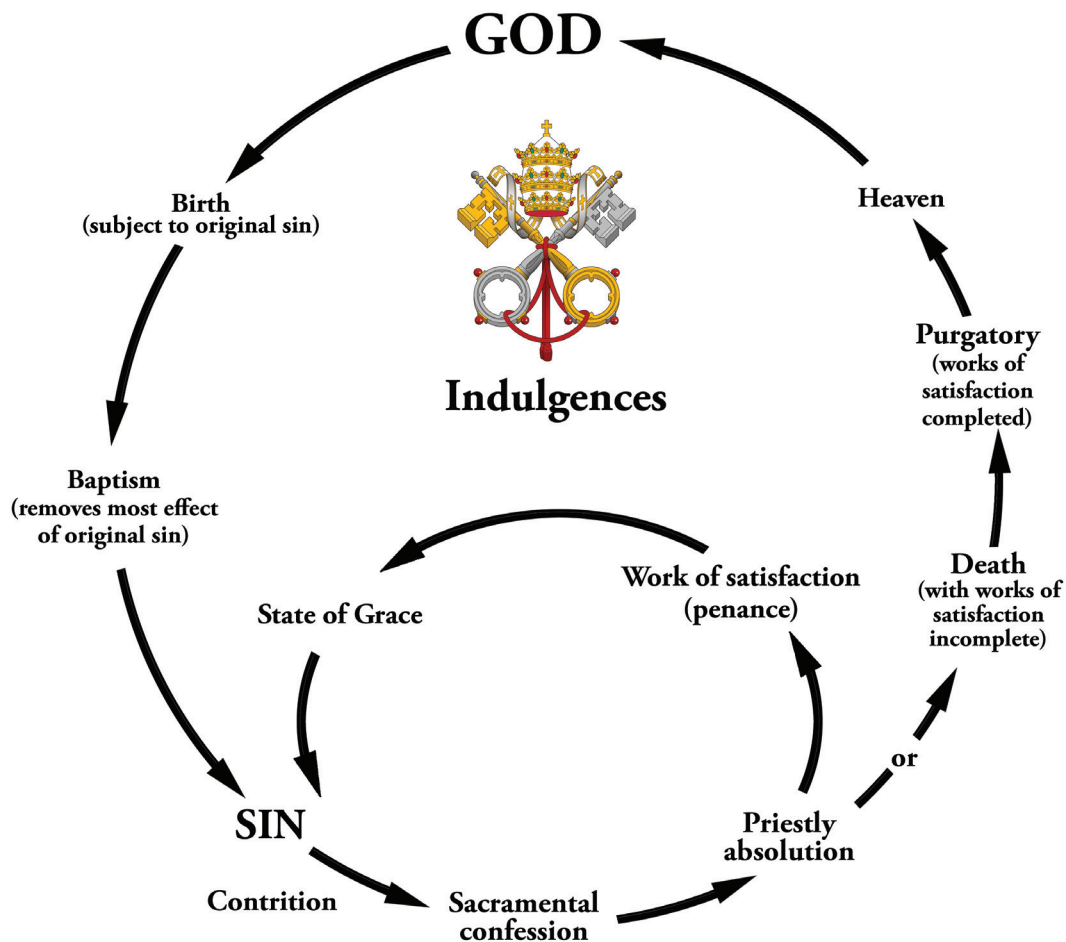 GOD
Birth
(subject to original sin)
Heaven
Indulgences
Purgatory
(works of
satisfaction
completed)
Baptism
(removes most effect
of original sin)
Death
(with works of
satisfaction
incomplete)
Work of satisfaction
(penance)
State of Grace
or
SIN
Priestly
absolution
Contrition
Sacramental
confession